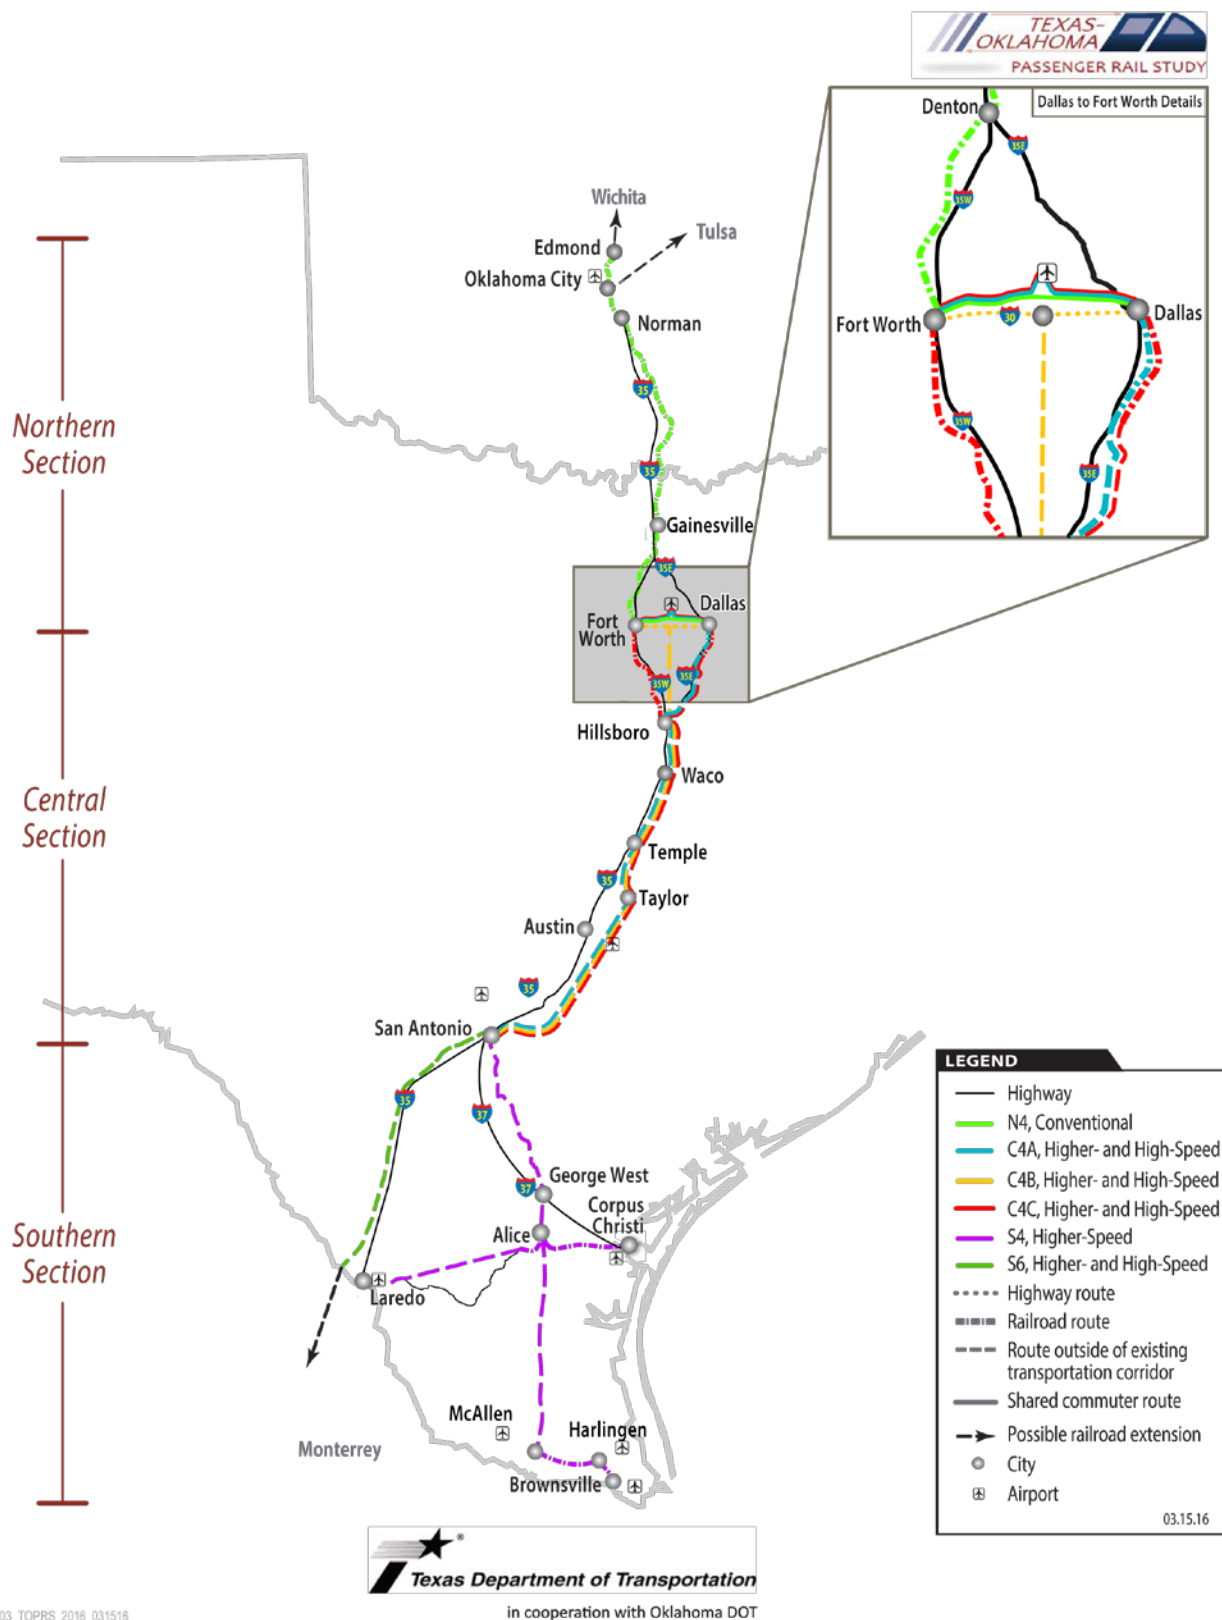 TEXAS-
OKLAHOMA
PASSENGER RAIL STUDY
Dallas to Fort Worth Details
Denton
35E
35W
Fort Worth
30
Dallas
35W
35E
Wichita
Tulsa
Edmond
Oklahoma City
Norman
35
35
Gainesville
35E
Dallas
Fort
Worth
35W
35E
Hillsboro
Waco
Temple
35
Taylor
Austin
35
San Antonio
35
37
George West
37
Corpus
Christi
Alice
Laredo
McAllen
Harlingen
Monterrey
Brownsville
Northern
Section
Central
Section
Southern
Section
LEGEND
Highway
N4, Conventional
C4A, Higher- and High-Speed
C4B, Higher- and High-Speed
C4C, Higher- and High-Speed
S4, Higher-Speed
S6, Higher- and High-Speed
Highway route
Railroad route
Route outside of existing
transportation corridor
Shared commuter route
Possible railroad extension
City
Airport
03.15.16
®
Texas Department of Transportation
in cooperation with Oklahoma DOT
03_TOPRS_2016_031516